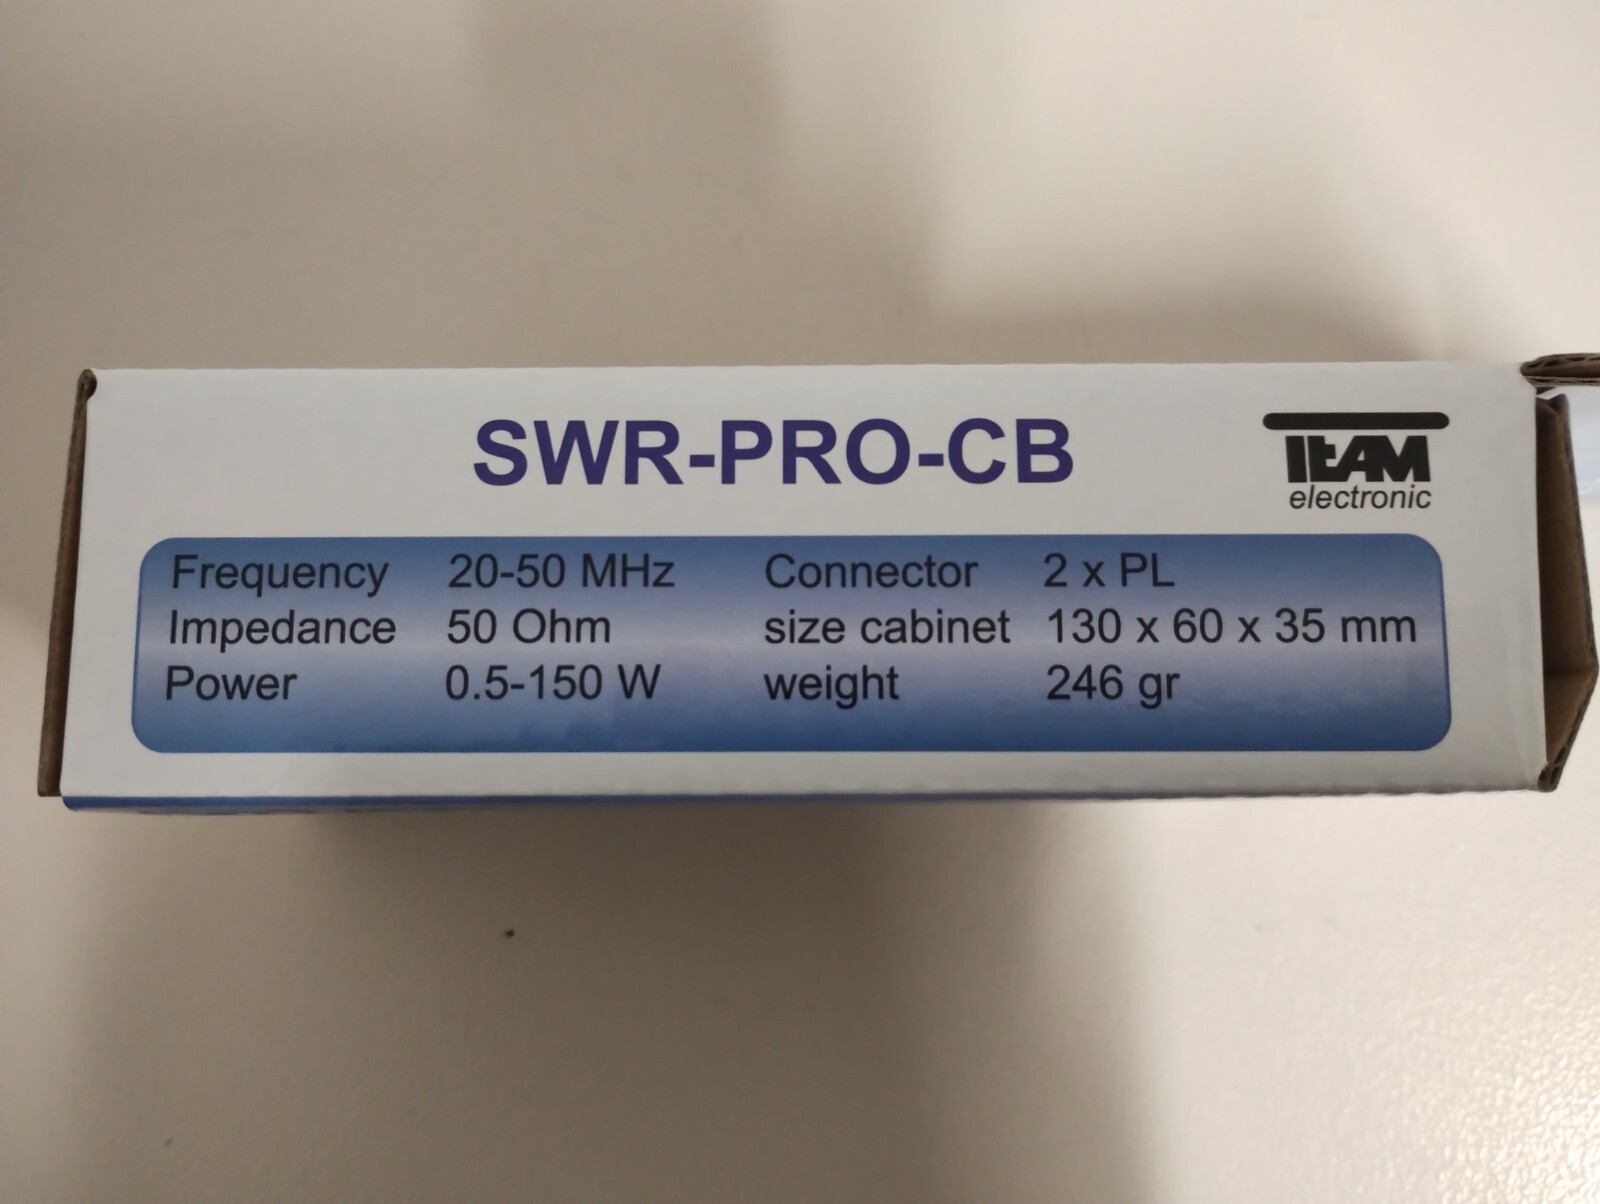 SWR-PRO-CB
TEAM
electronic
Frequency 20-50 MHz Connector 2 x PL
Impedance 50 Ohm size cabinet 130 x 60 x 35 mm
Power 0.5-150 W weight 246 gr